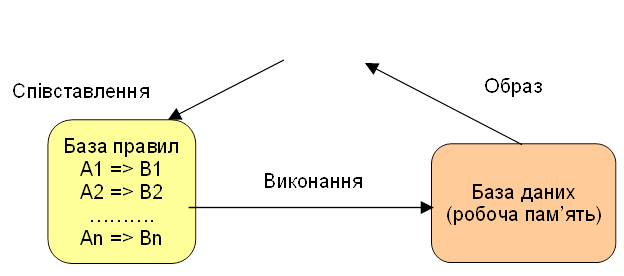 Співставлення
Образ
База правил
A1 => B1
A2 => B2
……….
An => Bn
Виконання
База даних
(робоча пам’ять)